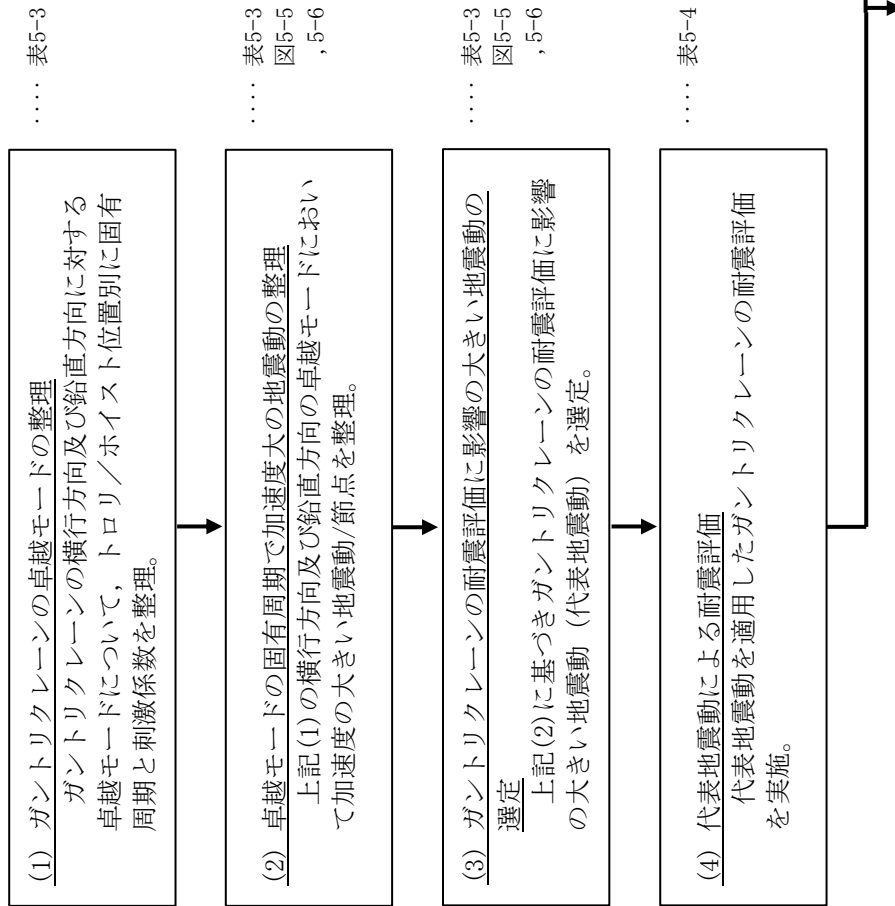 (1) ガントリクレーンの卓越モードの整理
ガントリクレーンの横行方向及び鉛直方向に対する
卓越モードについて，トロリ／ホイスト位置別に固有
周期と刺激係数を整理。
..... 表5-3
(2) 卓越モードの固有周期で加速度大の地震動の整理
上記(1)の横行方向及び鉛直方向の卓越モードにおい
て加速度の大きい地震動/節点を整理。
..... 表5-3
図5-5
,5-6
(3) ガントリクレーンの耐震評価に影響の大きい地震動の
選定
上記(2)に基づきガントリクレーンの耐震評価に影響
の大きい地震動（代表地震動）を選定。
..... 表5-3
図5-5
,5-6
(4) 代表地震動による耐震評価
代表地震動を適用したガントリクレーンの耐震評価
を実施。
..... 表5-4